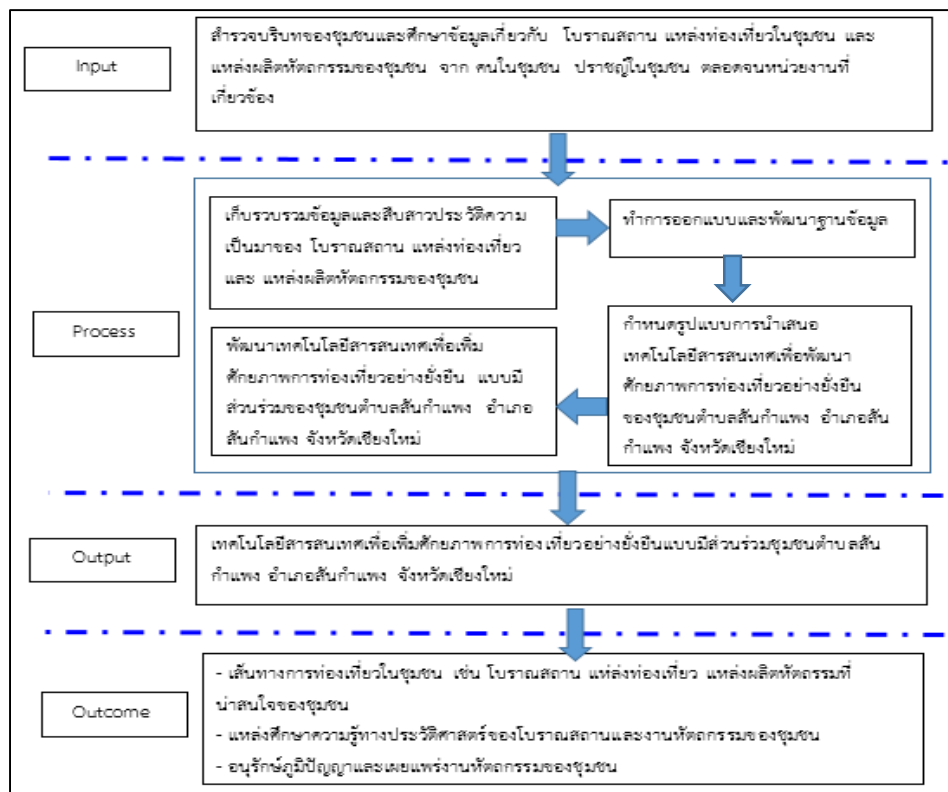 Input
สำรวจบริบทของชุมชนและศึกษาข้อมูลเกี่ยวกับ โบราณสถาน แหล่งท่องเที่ยวในชุมชน และ
แหล่งผลิตหัตถกรรมของชุมชน จาก คนในชุมชน ปราชญ์ในชุมชน ตลอดจนหน่วยงานที่
เกี่ยวข้อง
Process
เก็บรวบรวมข้อมูลและสืบสาวประวัติความ
เป็นมาของ โบราณสถาน แหล่งท่องเที่ยว
และ แหล่งผลิตหัตถกรรมของชุมชน
ทำการออกแบบและพัฒนาฐานข้อมูล
กำหนดรูปแบบการนำเสนอ
เทคโนโลยีสารสนเทศเพื่อพัฒนา
ศักยภาพการท่องเที่ยวอย่างยั่งยืน
ของชุมชนตำบลสันกำแพง อำเภอสัน
กำแพง จังหวัดเชียงใหม่
พัฒนาเทคโนโลยีสารสนเทศเพื่อเพิ่ม
ศักยภาพการท่องเที่ยวอย่างยั่งยืน แบบมี
ส่วนร่วมของชุมชนตำบลสันกำแพง อำเภอ
สันกำแพง จังหวัดเชียงใหม่
Output
เทคโนโลยีสารสนเทศเพื่อเพิ่มศักยภาพการท่องเที่ยวอย่างยั่งยืนแบบมีส่วนร่วมชุมชนตำบลสัน
กำแพง อำเภอสันกำแพง จังหวัดเชียงใหม่
Outcome
- เส้นทางการท่องเที่ยวในชุมชน เช่น โบราณสถาน แห่ล่งท่องเที่ยว แหล่งผลิตหัตถกรรมที่
น่าสนใจของชุมชน
- แหล่งศึกษาความรู้ทางประวัติศาสตร์ของโบราณสถานและงานหัตถกรรมของชุมชน
- อนุรักษ์ภูมิปัญญาและเผยแพร่งานหัตถกรรมของชุมชน